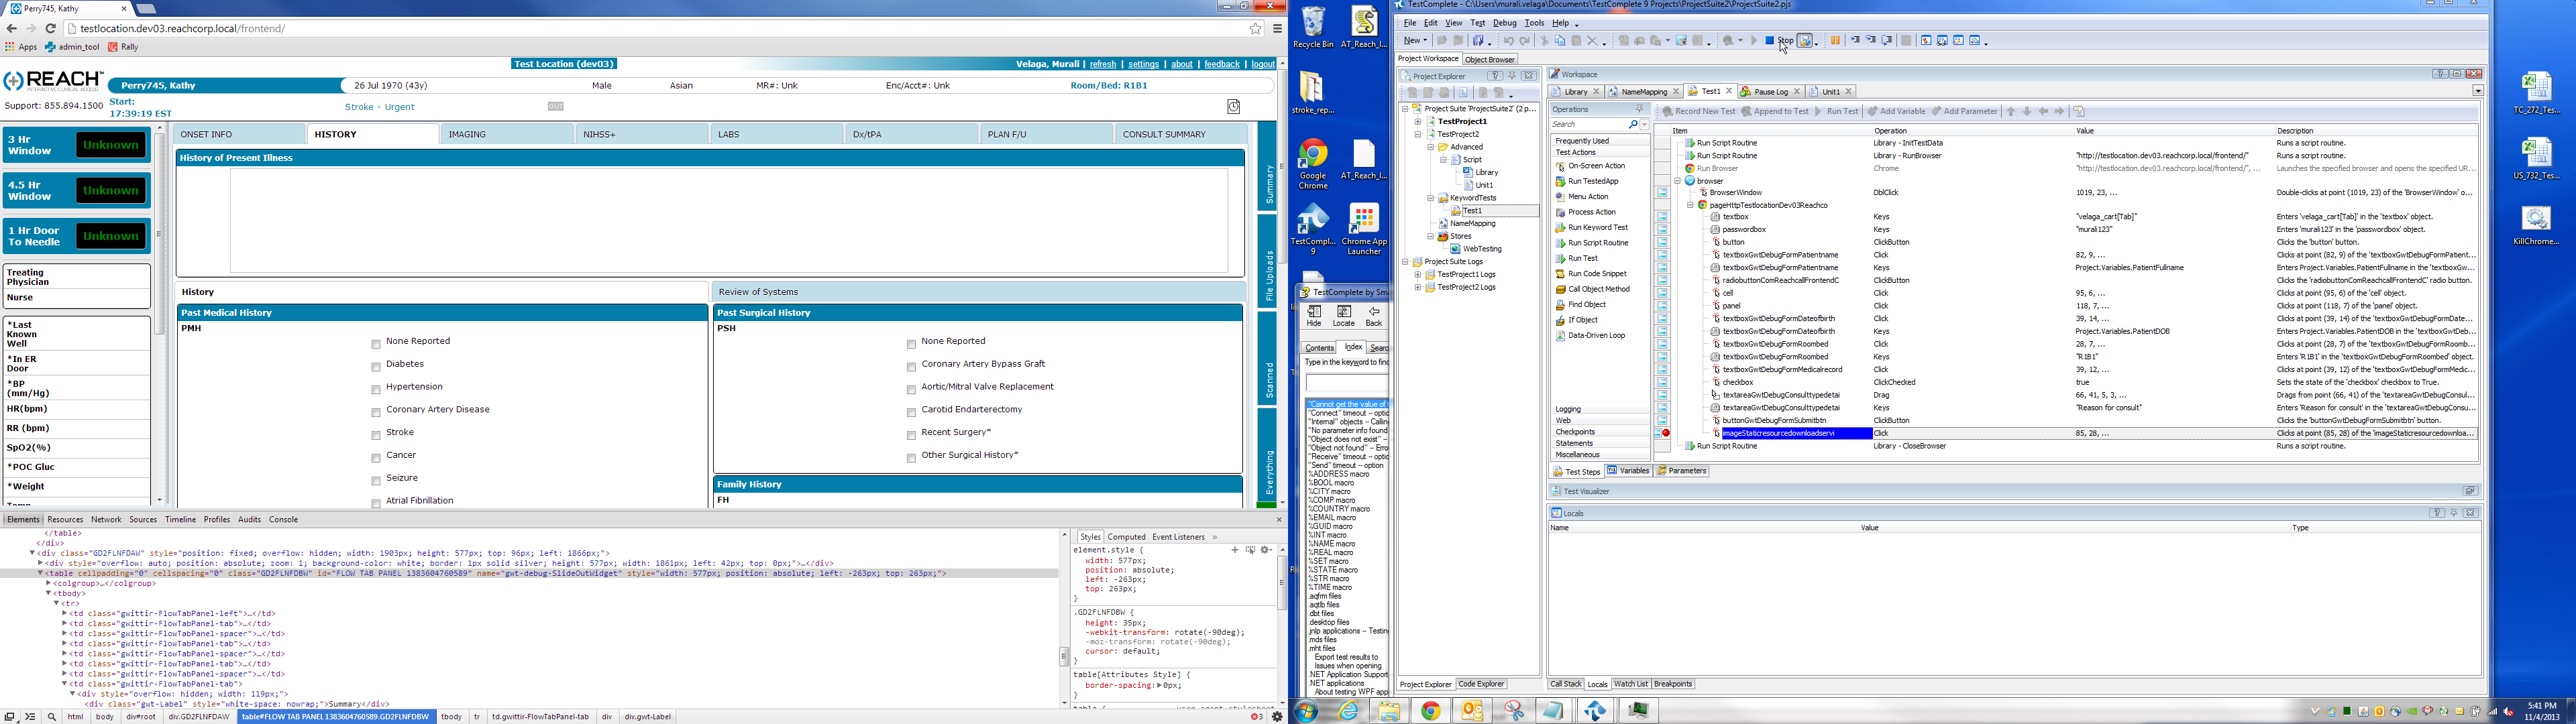 Perry745, Kathy
testlocation.dev03.reachcorp.local/frontend/
Apps admin_tool Rally
Test Location (dev03)
Velaga, Murali | refresh | settings | about | feedback | logout
REACH
Perry745, Kathy 26 Jul 1970 (43y) Male Asian MR#: Unk Enc/Acct#: Unk Room/Bed: R1B1
Support: 855.894.1500 Start:
17:39:19 EST
Stroke - Urgent
OUT
3 Hr
Window
Unknown
4.5 Hr
Window
Unknown
1 Hr Door
To Needle
Unknown
Treating
Physician
Nurse
*Last
Known
Well
*In ER
Door
*BP
(mm/Hg)
HR(bpm)
RR (bpm)
SpO2(%)
*POC Gluc
*Weight
ONSET INFO HISTORY IMAGING NIHSS+ LABS Dx/tPA PLAN F/U CONSULT SUMMARY
History of Present Illness
History Review of Systems
Past Medical History
PMH
None Reported
Diabetes
Hypertension
Coronary Artery Disease
Stroke
Cancer
Seizure
Atrial Fibrillation
Past Surgical History
PSH
None Reported
Coronary Artery Bypass Graft
Aortic/Mitral Valve Replacement
Carotid Endarterectomy
Recent Surgery*
Other Surgical History*
Family History
FH
Summary
File Uploads
Scanned
Everything
Elements Resources Network Sources Timeline Profiles Audits Console
</table>
</div>
▼<div class="GD2FLNFDAW" style="position: fixed; overflow: hidden; width: 1903px; height: 577px; top: 96px; left: 1866px;">
▶<div style="overflow: auto; position: absolute; zoom: 1; background-color: white; border: 1px solid silver; height: 577px; width: 1861px; left: 42px; top: 0px;">…</div>
▼<table cellpadding="0" cellspacing="0" class="GD2FLNFDBW" id="FLOW TAB PANEL 1383604760589" name="gwt-debug-SlideOutWidget" style="width: 577px; position: absolute; left: -263px; top: 263px;">
▶<colgroup>…</colgroup>
▼<tbody>
▼<tr>
▶<td class="gwittir-FlowTabPanel-left">…</td>
▶<td class="gwittir-FlowTabPanel-tab">…</td>
▶<td class="gwittir-FlowTabPanel-spacer">…</td>
▶<td class="gwittir-FlowTabPanel-tab">…</td>
▶<td class="gwittir-FlowTabPanel-spacer">…</td>
▶<td class="gwittir-FlowTabPanel-tab">…</td>
▶<td class="gwittir-FlowTabPanel-spacer">…</td>
▼<td class="gwittir-FlowTabPanel-tab">
▼<div style="overflow: hidden; width: 119px;">
<div class="gwt-Label" style="white-space: nowrap;">Summary</div>
html body div#root div.GD2FLNFDAW table#FLOW TAB PANEL 1383604760589.GD2FLNFDBW tbody tr td.gwittir-FlowTabPanel-tab div div.gwt-Label
3
Styles Computed Event Listeners »
element.style {
width: 577px;
position: absolute;
left: -263px;
top: 263px;
}
.GD2FLNFDBW {
height: 35px;
-webkit-transform: rotate(-90deg);
-moz-transform: rotate(-90deg);
cursor: default;
}
table[Attributes Style] {
border-spacing:▶0px;
}
Recycle Bin
AT_Reach_I...
stroke_rep...
Google
Chrome
AT_Reach_I...
TestCompl...
9
Chrome App
Launcher
TestComplete by Sma
Hide Locate Back
Contents Index Searc
Type in the keyword to find
"Cannot get the value of
"Connect" timeout -- optio
"Internal" objects -- Calling
"No parameter info found
"Object does not exist" --
"Object not found" -- Erro
"Receive" timeout -- optio
"Send" timeout -- option
%ADDRESS macro
%BOOL macro
%CITY macro
%COMP macro
%COUNTRY macro
%EMAIL macro
%GUID macro
%INT macro
%NAME macro
%REAL macro
%SET macro
%STATE macro
%STR macro
%TIME macro
.aqfrm files
.aqtlb files
.dbt files
.desktop files
.jnlp applications -- Testing
.mds files
.mht files
Export test results to
Issues when opening
.NET Application Support
.NET applications
About testing WPF app
TestComplete - C:\Users\murali.velaga\Documents\TestComplete 9 Projects\ProjectSuite2\ProjectSuite2.pjs
File Edit View Test Debug Tools Help
New Stop
Project Workspace Object Browser
Project Explorer
Project Suite 'ProjectSuite2' (2 p...
TestProject1
TestProject2
Advanced
Script
Library
Unit1
KeywordTests
Test1
NameMapping
Stores
WebTesting
Project Suite Logs
TestProject1 Logs
TestProject2 Logs
Project Explorer Code Explorer
Workspace
Library NameMapping Test1 Pause Log Unit1
Operations
Search
Frequently Used
Test Actions
On-Screen Action
Run TestedApp
Menu Action
Process Action
Run Keyword Test
Run Script Routine
Run Test
Run Code Snippet
Call Object Method
Find Object
If Object
Data-Driven Loop
Logging
Web
Checkpoints
Statements
Miscellaneous
Record New Test Append to Test Run Test Add Variable Add Parameter
Item Operation Value Description
Run Script Routine Library - InitTestData Runs a script routine.
Run Script Routine Library - RunBrowser "http://testlocation.dev03.reachcorp.local/frontend/" Runs a script routine.
Run Browser Chrome "http://testlocation.dev03.reachcorp.local/frontend/", ... Launches the specified browser and opens the specified UR...
browser
BrowserWindow DblClick 1019, 23, ... Double-clicks at point (1019, 23) of the 'BrowserWindow' o...
pageHttpTestlocationDev03Reachco
textbox Keys "velaga_cart[Tab]" Enters 'velaga_cart[Tab]' in the 'textbox' object.
passwordbox Keys "murali123" Enters 'murali123' in the 'passwordbox' object.
button ClickButton Clicks the 'button' button.
textboxGwtDebugFormPatientname Click 82, 9, ... Clicks at point (82, 9) of the 'textboxGwtDebugFormPatient...
textboxGwtDebugFormPatientname Keys Project.Variables.PatientFullname Enters Project.Variables.PatientFullname in the 'textboxGw...
radiobuttonComReachcallFrontendC ClickButton Clicks the 'radiobuttonComReachcallFrontendC' radio button.
cell Click 95, 6, ... Clicks at point (95, 6) of the 'cell' object.
panel Click 118, 7, ... Clicks at point (118, 7) of the 'panel' object.
textboxGwtDebugFormDateofbirth Click 39, 14, ... Clicks at point (39, 14) of the 'textboxGwtDebugFormDate...
textboxGwtDebugFormDateofbirth Keys Project.Variables.PatientDOB Enters Project.Variables.PatientDOB in the 'textboxGwtDeb...
textboxGwtDebugFormRoombed Click 28, 7, ... Clicks at point (28, 7) of the 'textboxGwtDebugFormRoomb...
textboxGwtDebugFormRoombed Keys "R1B1" Enters 'R1B1' in the 'textboxGwtDebugFormRoombed' object.
textboxGwtDebugFormMedicalrecord Click 39, 12, ... Clicks at point (39, 12) of the 'textboxGwtDebugFormMedic...
checkbox ClickChecked true Sets the state of the 'checkbox' checkbox to True.
textareaGwtDebugConsulttypedetai Drag 66, 41, 5, 3, ... Drags from point (66, 41) of the 'textareaGwtDebugConsul...
textareaGwtDebugConsulttypedetai Keys "Reason for consult" Enters 'Reason for consult' in the 'textareaGwtDebugConsu...
buttonGwtDebugFormSubmitbtn ClickButton Clicks the 'buttonGwtDebugFormSubmitbtn' button.
imageStaticresourcedownloadservi Click 85, 28, ... Clicks at point (85, 28) of the 'imageStaticresourcedownloa...
Run Script Routine Library - CloseBrowser Runs a script routine.
Test Steps Variables Parameters
Test Visualizer
Locals
Name Value Type
Call Stack Locals Watch List Breakpoints
TC_272_Tes...
US_732_Tes...
KillChrome...
5:41 PM
11/4/2013